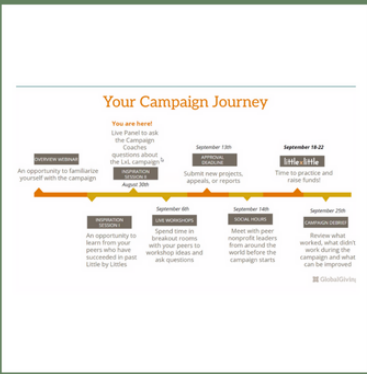 Your Campaign Journey
You are here!
Live Panel to ask
the Campaign
Coaches
questions about
the LxL campaign
OVERVIEW WEBINAR
An opportunity to familiarize
yourself with the campaign
INSPIRATION
SESSION II
August 30th
September 13th
APPROVAL
DEADLINE
Submit new projects,
appeals, or reports
September 18-22
little x little
Time to practice and
raise funds!
INSPIRATION
SESSION I
An opportunity to
learn from your
peers who have
succeeded in past
Little by Littles
September 6th
LIVE WORKSHOPS
Spend time in
breakout rooms
with your peers to
workshop ideas and
ask questions
September 14th
SOCIAL HOURS
Meet with peer
nonprofit leaders
from around the
world before the
campaign starts
September 25th
CAMPAIGN DEBRIEF
Review what
worked, what didn't
work during the
campaign and what
can be improved
GlobalGiving